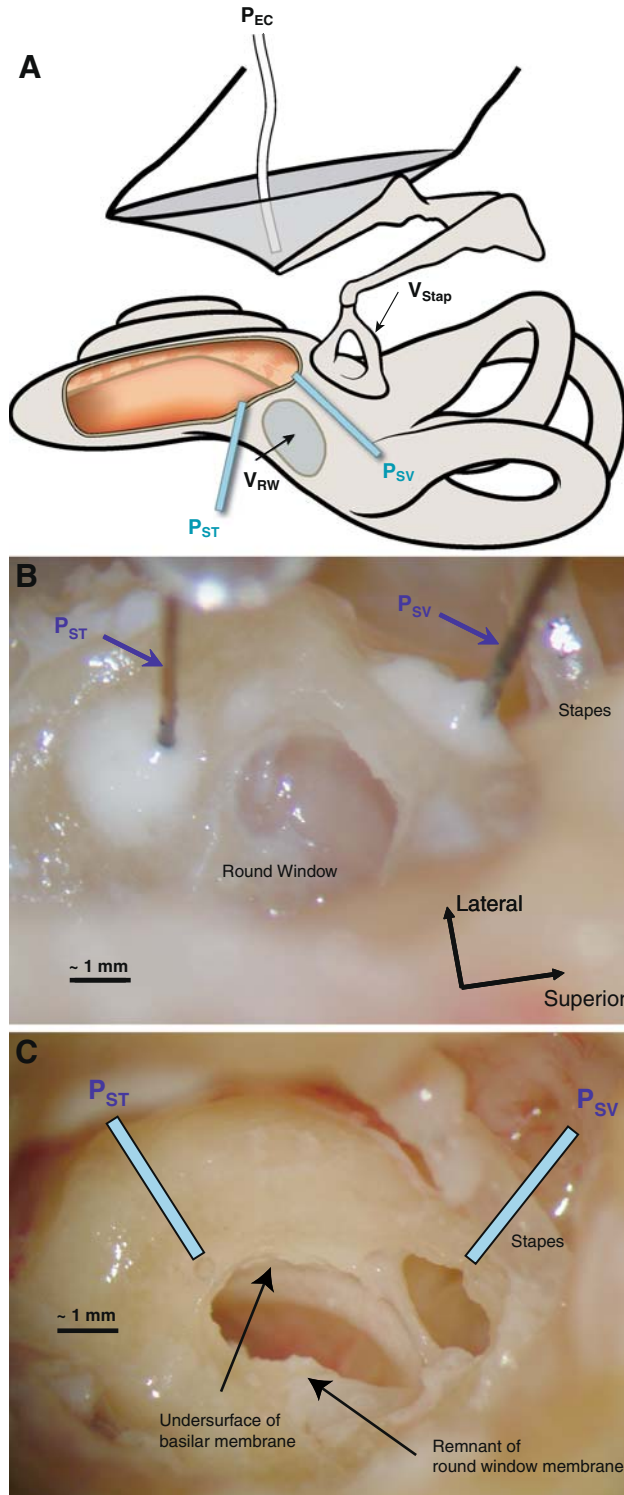 P_EC
A
V_Stap
V_RW
P_SV
P_ST
B
P_ST
P_SV
Stapes
Round Window
Lateral
~ 1 mm
Superior
C
P_ST
P_SV
Stapes
~ 1 mm
Undersurface of
basilar membrane
Remnant of
round window membrane